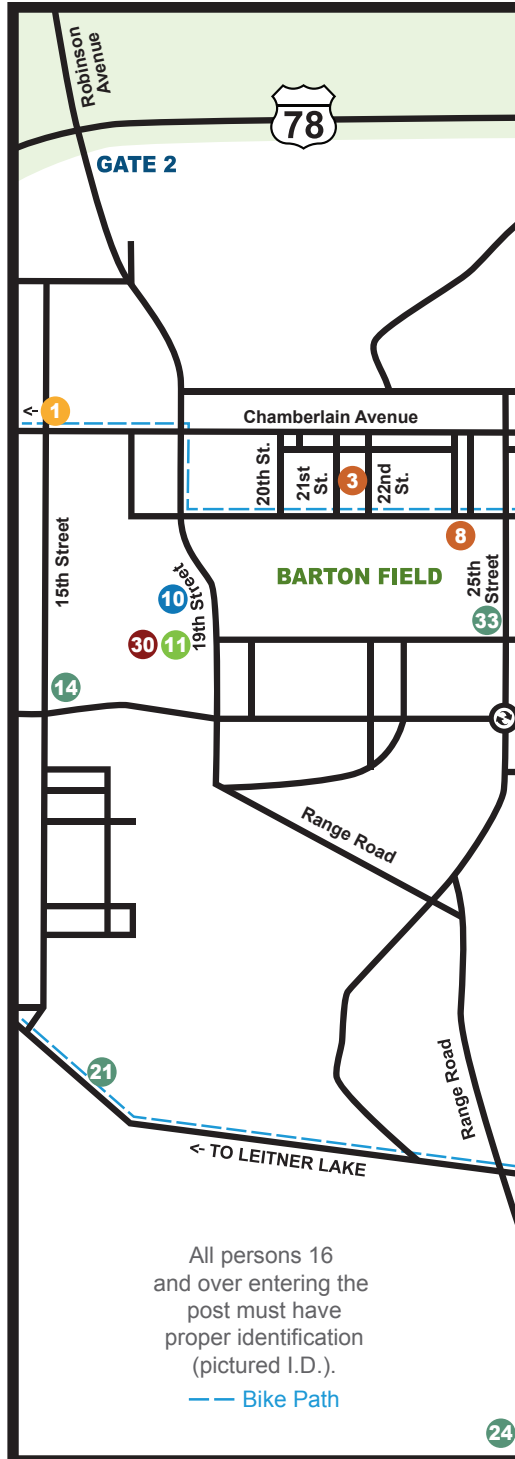 Robinson
Avenue
78
GATE 2
<- 1
Chamberlain Avenue
20th St.
21st
St.
3
22nd
St.
8
15th Street
19th Street
10
BARTON FIELD
25th
Street
33
30
11
14
Range Road
21
Range Road
<- TO LEITNER LAKE
All persons 16
and over entering the
post must have
proper identification
(pictured I.D.).
Bike Path
24